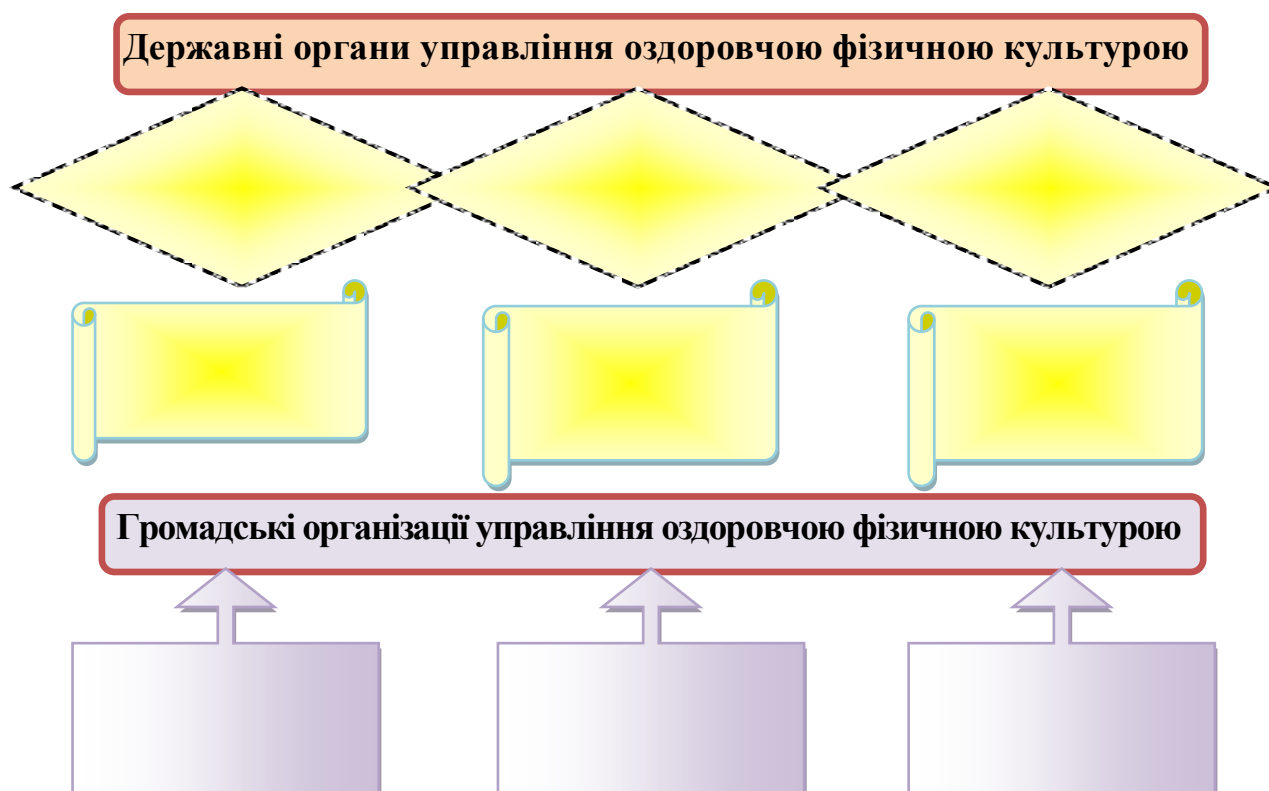 Державні органи управління оздоровчою фізичною культурою
Громадські організації управління оздоровчою фізичною культурою